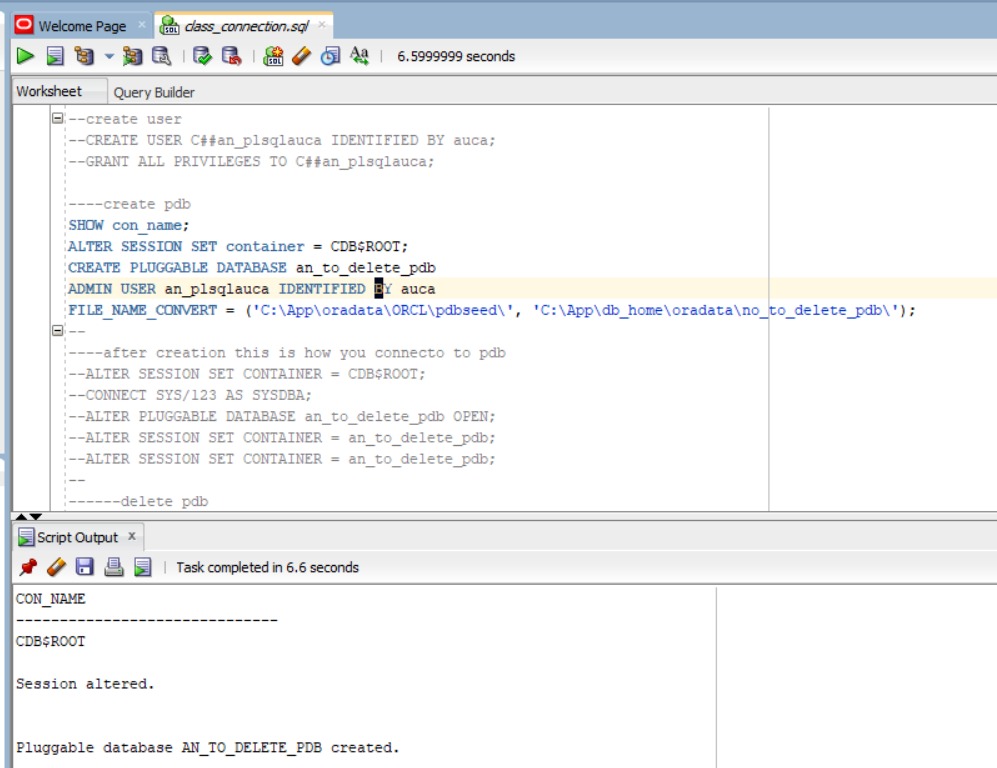 Welcome Page
class_connection.sql
6.5999999 seconds
Worksheet
Query Builder
--create user
--CREATE USER C##an_plsqlauca IDENTIFIED BY auca;
--GRANT ALL PRIVILEGES TO C##an_plsqlauca;
----create pdb
SHOW con_name;
ALTER SESSION SET container = CDB$ROOT;
CREATE PLUGGABLE DATABASE an_to_delete_pdb
ADMIN USER an_plsqlauca IDENTIFIED BY auca
FILE_NAME_CONVERT = ('C:\App\oradata\ORCL\pdbseed\', 'C:\App\db_home\oradata\no_to_delete_pdb\');
--
----after creation this is how you connecto to pdb
--ALTER SESSION SET CONTAINER = CDB$ROOT;
--CONNECT SYS/123 AS SYSDBA;
--ALTER PLUGGABLE DATABASE an_to_delete_pdb OPEN;
--ALTER SESSION SET CONTAINER = an_to_delete_pdb;
--ALTER SESSION SET CONTAINER = an_to_delete_pdb;
--
------delete pdb
Script Output
Task completed in 6.6 seconds
CON_NAME
------------------------------
CDB$ROOT
Session altered.
Pluggable database AN_TO_DELETE_PDB created.